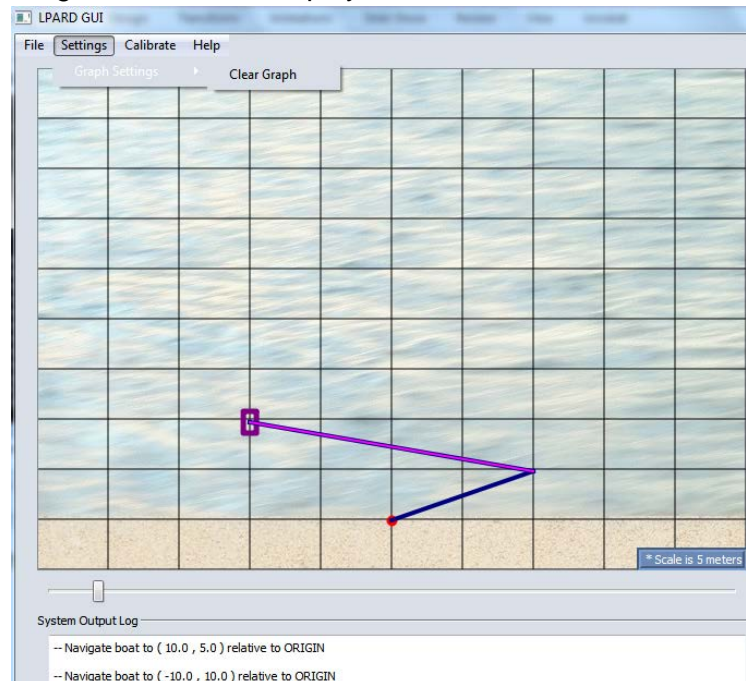 LPARD GUI
File Settings Calibrate Help
Graph Settings
Clear Graph
* Scale is 5 meters
System Output Log
-- Navigate boat to ( 10.0 , 5.0 ) relative to ORIGIN
-- Navigate boat to ( -10.0 , 10.0 ) relative to ORIGIN